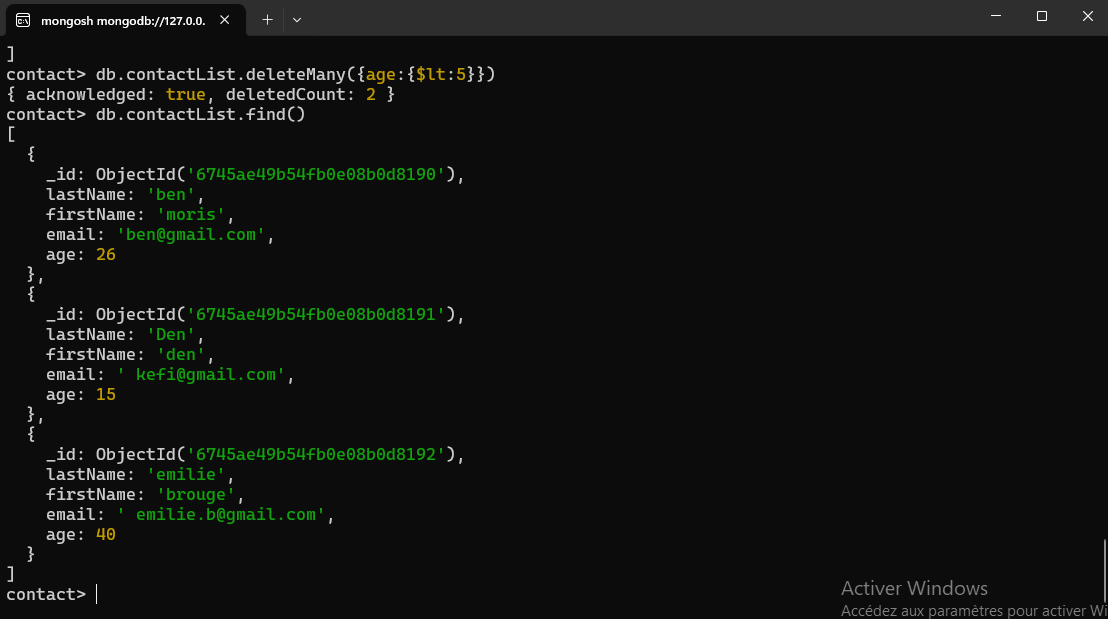 mongosh mongodb://127.0.0.
]
contact> db.contactList.deleteMany({age:{$lt:5}})
{ acknowledged: true, deletedCount: 2 }
contact> db.contactList.find()
[
  {
    _id: ObjectId('6745ae49b54fb0e08b0d8190'),
    lastName: 'ben',
    firstName: 'moris',
    email: 'ben@gmail.com',
    age: 26
  },
  {
    _id: ObjectId('6745ae49b54fb0e08b0d8191'),
    lastName: 'Den',
    firstName: 'den',
    email: ' kefi@gmail.com',
    age: 15
  },
  {
    _id: ObjectId('6745ae49b54fb0e08b0d8192'),
    lastName: 'emilie',
    firstName: 'brouge',
    email: ' emilie.b@gmail.com',
    age: 40
  }
]
contact>
Activer Windows
Accédez aux paramètres pour activer Wi